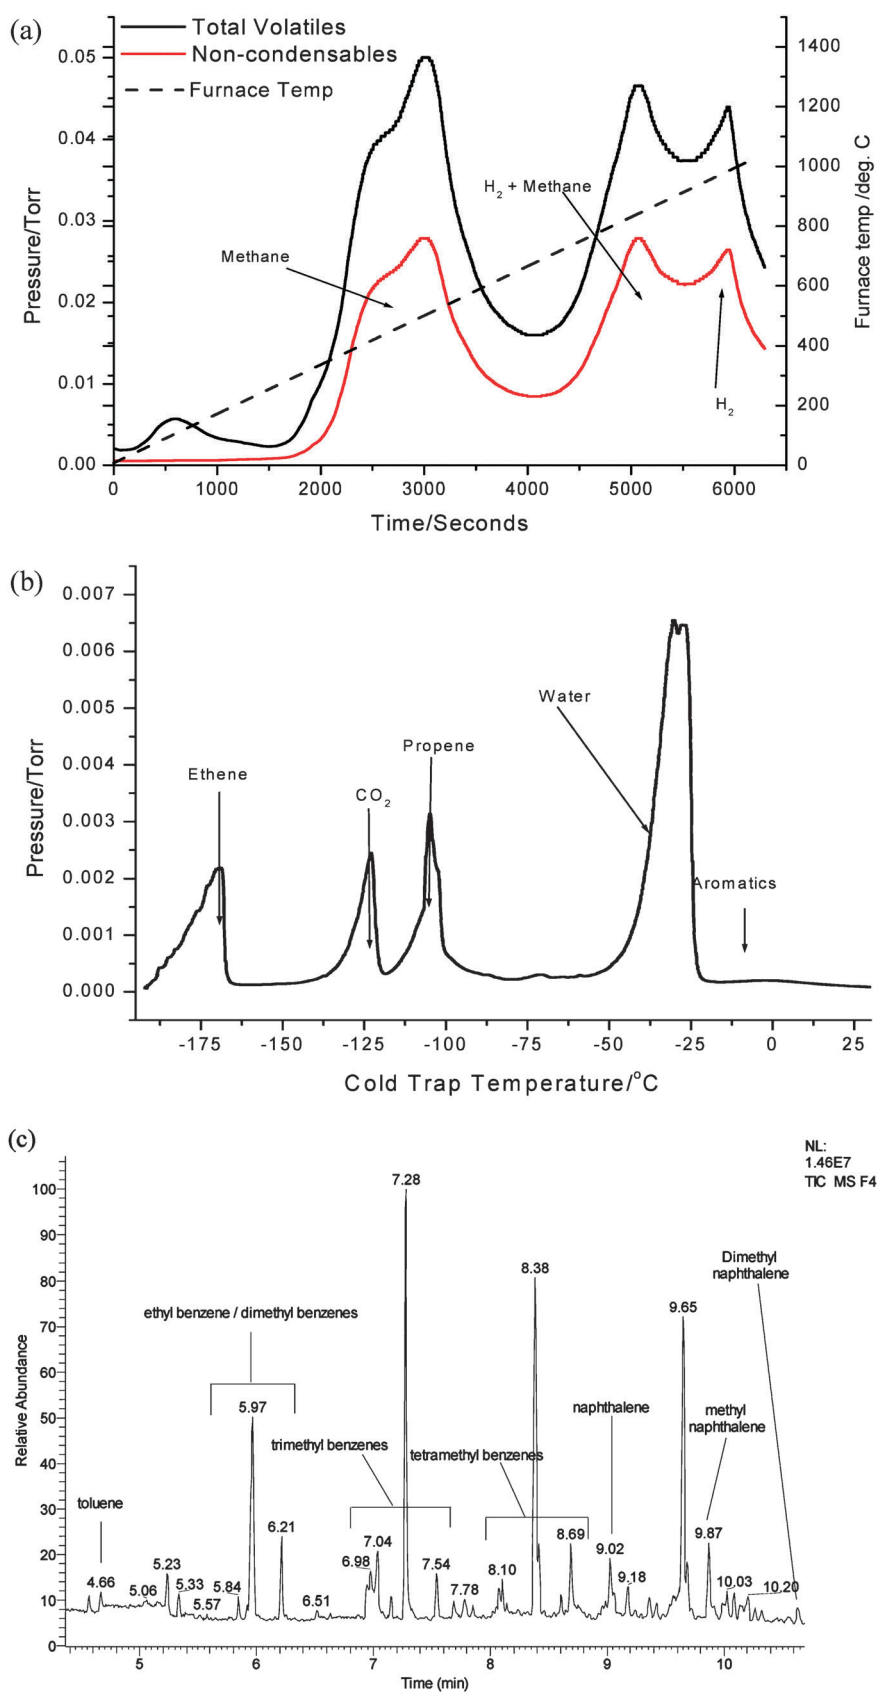 (a)
Total Volatiles
Non-condensables
Furnace Temp
0.05
0.04
0.03
0.02
0.01
0.00
Pressure/Torr
1400
1200
1000
800
600
400
200
0
Furnace temp /deg. C
Methane
H2 + Methane
H2
0 1000 2000 3000 4000 5000 6000
Time/Seconds
(b)
0.007
0.006
0.005
0.004
0.003
0.002
0.001
0.000
Pressure/Torr
Ethene
CO2
Propene
Water
Aromatics
-175 -150 -125 -100 -75 -50 -25 0 25
Cold Trap Temperature/°C
(c)
NL:
1.46E7
TIC MS F4
100
90
80
70
60
50
40
30
20
10
0
Relative Abundance
7.28
Dimethyl
naphthalene
8.38
9.65
ethyl benzene / dimethyl benzenes
5.97
naphthalene
methyl
naphthalene
trimethyl benzenes
tetramethyl benzenes
toluene
4.66
5.06
5.23
5.33
5.57
5.84
6.21
6.51
6.98
7.04
7.54
7.78
8.10
8.69
9.02
9.18
9.87
10.03
10.20
5 6 7 8 9 10
Time (min)